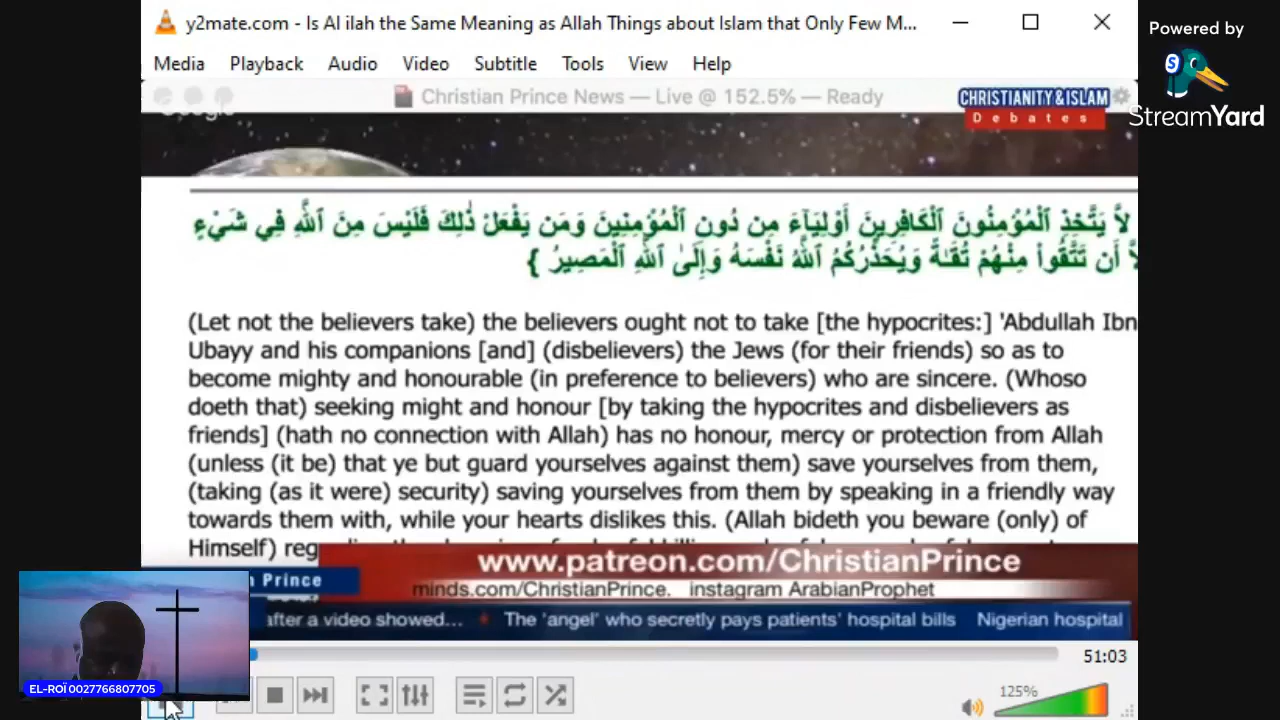 y2mate.com - Is Al ilah the Same Meaning as Allah Things about Islam that Only Few M...
Powered by
StreamYard
Media Playback Audio Video Subtitle Tools View Help
Christian Prince News — Live @ 152.5% — Ready
CHRISTIANITY & ISLAM
Debates
Google
لاَّ يَتَّخِذِ ٱلْمُؤْمِنُونَ ٱلْكَافِرِينَ أَوْلِيَآءَ مِن دُونِ ٱلْمُؤْمِنِينَ وَمَن يَفْعَلْ ذٰلِكَ فَلَيْسَ مِنَ ٱللَّهِ فِي شَيْءٍ
أَن تَتَّقُواْ مِنْهُمْ تُقَـٰةً وَيُحَذِّرُكُمُ ٱللَّهُ نَفْسَهُ وَإِلَىٰ ٱللَّهِ ٱلْمَصِيرُ }
(Let not the believers take) the believers ought not to take [the hypocrites:] 'Abdullah Ibn
Ubayy and his companions [and] (disbelievers) the Jews (for their friends) so as to
become mighty and honourable (in preference to believers) who are sincere. (Whoso
doeth that) seeking might and honour [by taking the hypocrites and disbelievers as
friends] (hath no connection with Allah) has no honour, mercy or protection from Allah
(unless (it be) that ye but guard yourselves against them) save yourselves from them,
(taking (as it were) security) saving yourselves from them by speaking in a friendly way
towards them with, while your hearts dislikes this. (Allah bideth you beware (only) of
Himself)
www.patreon.com/ChristianPrince
Prince
minds.com/ChristianPrince. instagram ArabianProphet
after a video showed... The 'angel' who secretly pays patients' hospital bills Nigerian hospital
51:03
EL-ROÏ 0027766807705
125%